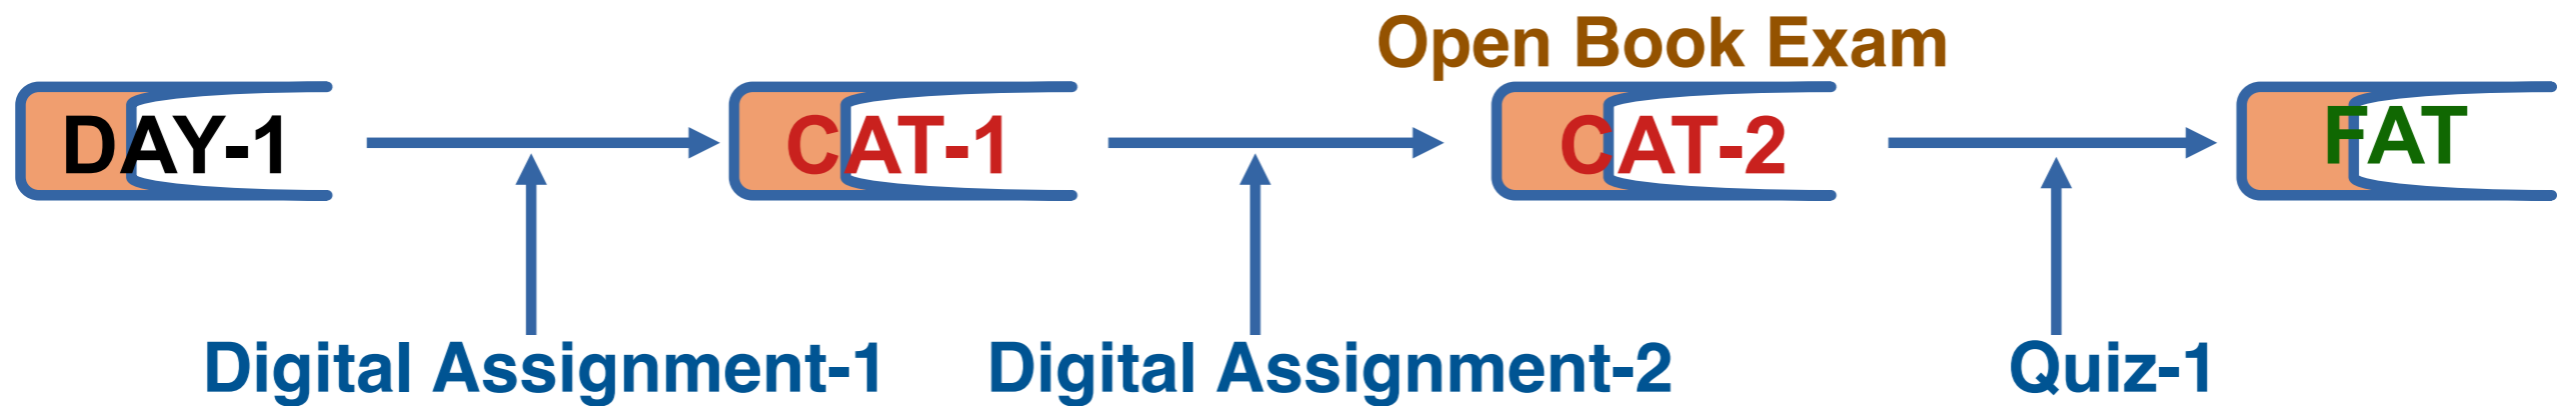 Open Book Exam
DAY-1 CAT-1 CAT-2 FAT
Digital Assignment-1 Digital Assignment-2 Quiz-1